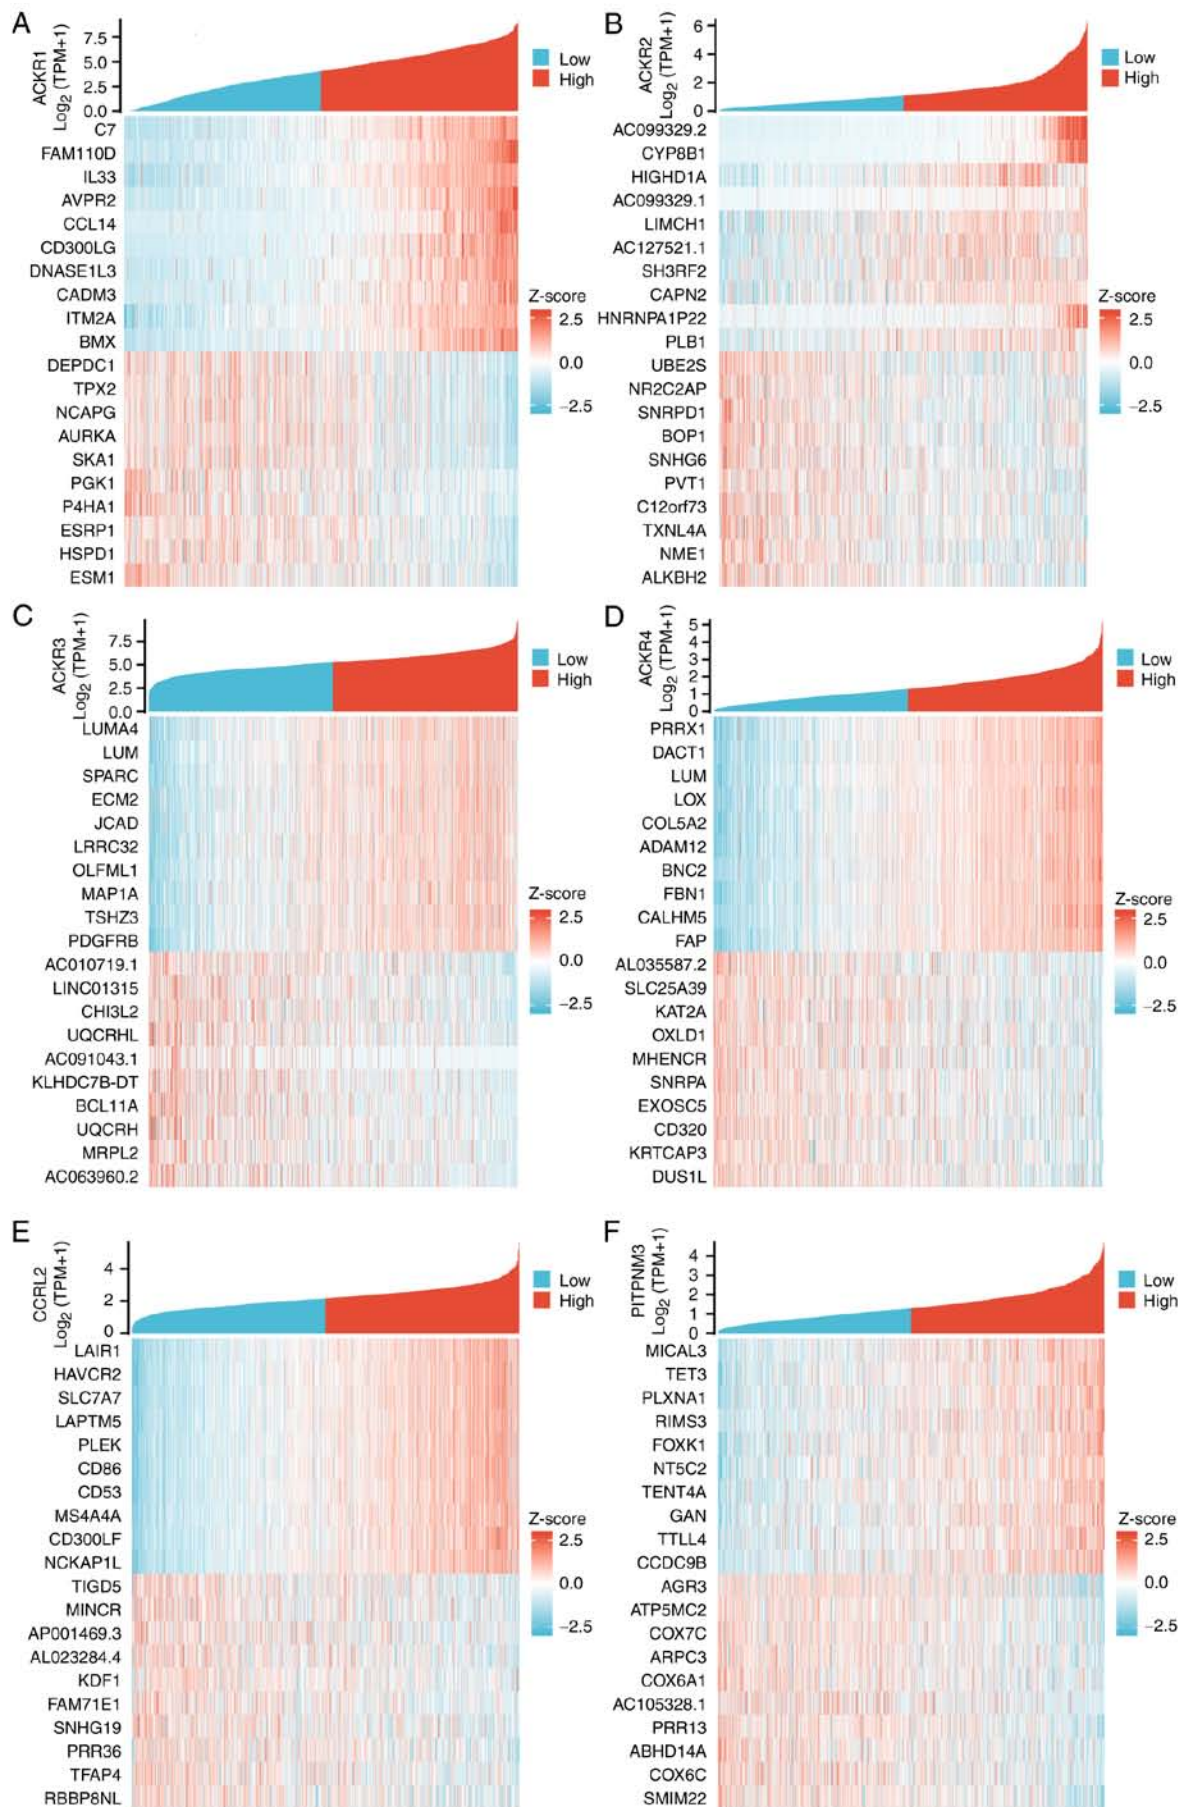 A
ACKR1
Log2 (TPM+1)
7.5
5.0
2.5
0.0
Low
High
C7
FAM110D
IL33
AVPR2
CCL14
CD300LG
DNASE1L3
CADM3
ITM2A
BMX
DEPDC1
TPX2
NCAPG
AURKA
SKA1
PGK1
P4HA1
ESRP1
HSPD1
ESM1
Z-score
2.5
0.0
−2.5
B
ACKR2
Log2 (TPM+1)
6
4
2
0
Low
High
AC099329.2
CYP8B1
HIGHD1A
AC099329.1
LIMCH1
AC127521.1
SH3RF2
CAPN2
HNRNPA1P22
PLB1
UBE2S
NR2C2AP
SNRPD1
BOP1
SNHG6
PVT1
C12orf73
TXNL4A
NME1
ALKBH2
Z-score
2.5
0.0
−2.5
C
ACKR3
Log2 (TPM+1)
7.5
5.0
2.5
0.0
Low
High
LUMA4
LUM
SPARC
ECM2
JCAD
LRRC32
OLFML1
MAP1A
TSHZ3
PDGFRB
AC010719.1
LINC01315
CHI3L2
UQCRHL
AC091043.1
KLHDC7B-DT
BCL11A
UQCRH
MRPL2
AC063960.2
Z-score
2.5
0.0
−2.5
D
ACKR4
Log2 (TPM+1)
5
4
3
2
1
0
Low
High
PRRX1
DACT1
LUM
LOX
COL5A2
ADAM12
BNC2
FBN1
CALHM5
FAP
AL035587.2
SLC25A39
KAT2A
OXLD1
MHENCR
SNRPA
EXOSC5
CD320
KRTCAP3
DUS1L
Z-score
2.5
0.0
−2.5
E
CCRL2
Log2 (TPM+1)
4
2
0
Low
High
LAIR1
HAVCR2
SLC7A7
LAPTM5
PLEK
CD86
CD53
MS4A4A
CD300LF
NCKAP1L
TIGD5
MINCR
AP001469.3
AL023284.4
KDF1
FAM71E1
SNHG19
PRR36
TFAP4
RBBP8NL
Z-score
2.5
0.0
−2.5
F
PITPNM3
Log2 (TPM+1)
4
3
2
1
0
Low
High
MICAL3
TET3
PLXNA1
RIMS3
FOXK1
NT5C2
TENT4A
GAN
TTLL4
CCDC9B
AGR3
ATP5MC2
COX7C
ARPC3
COX6A1
AC105328.1
PRR13
ABHD14A
COX6C
SMIM22
Z-score
2.5
0.0
−2.5